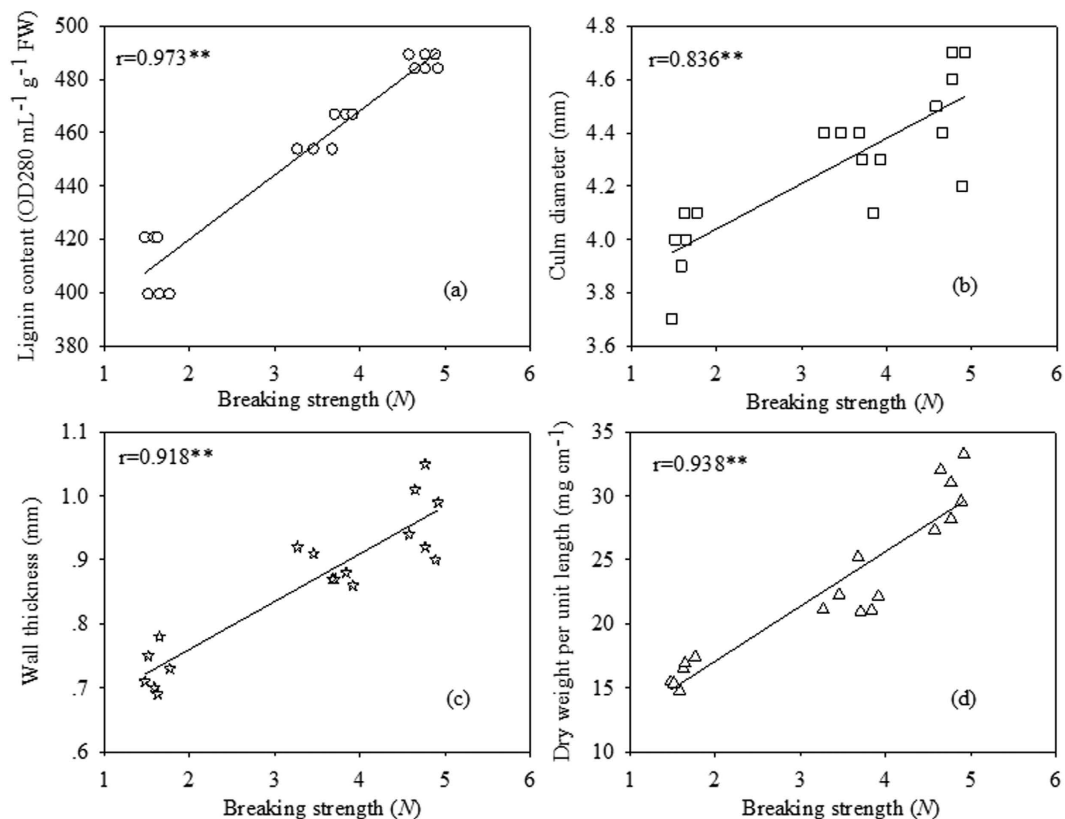 Lignin content (OD280 mL⁻¹ g⁻¹ FW)
500
480
460
440
420
400
380
r=0.973**
(a)
1 2 3 4 5 6
Breaking strength (N)
Culm diameter (mm)
4.8
4.6
4.4
4.2
4.0
3.8
3.6
r=0.836**
(b)
1 2 3 4 5 6
Breaking strength (N)
Wall thickness (mm)
1.1
1.0
.9
.8
.7
.6
r=0.918**
(c)
1 2 3 4 5 6
Breaking strength (N)
Dry weight per unit length (mg cm⁻¹)
35
30
25
20
15
10
r=0.938**
(d)
1 2 3 4 5 6
Breaking strength (N)